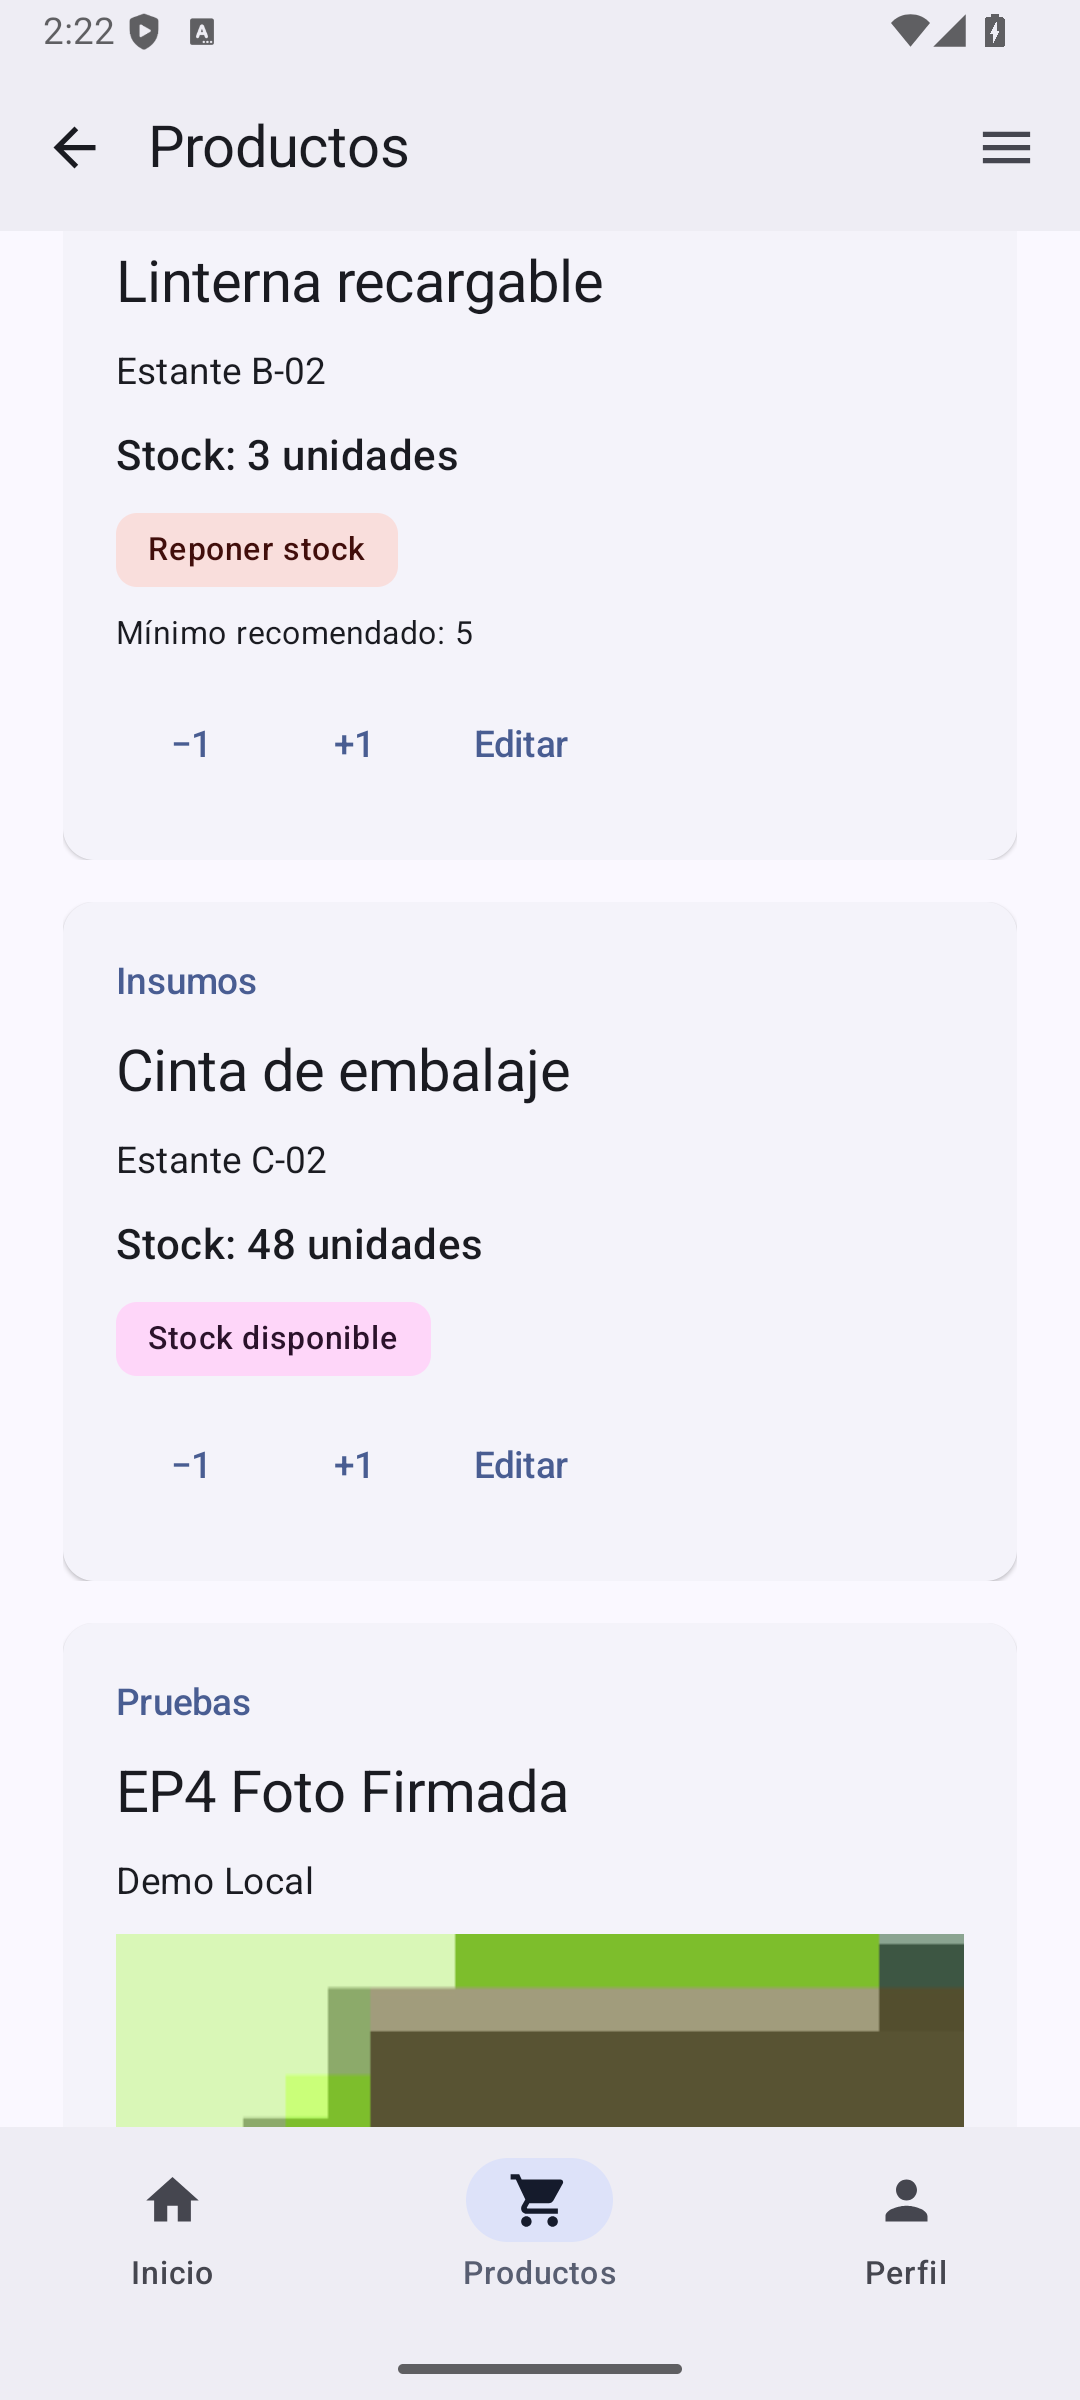 2:22
Productos
Linterna recargable
Estante B-02
Stock: 3 unidades
Reponer stock
Mínimo recomendado: 5
−1 +1 Editar
Insumos
Cinta de embalaje
Estante C-02
Stock: 48 unidades
Stock disponible
−1 +1 Editar
Pruebas
EP4 Foto Firmada
Demo Local
Inicio Productos Perfil